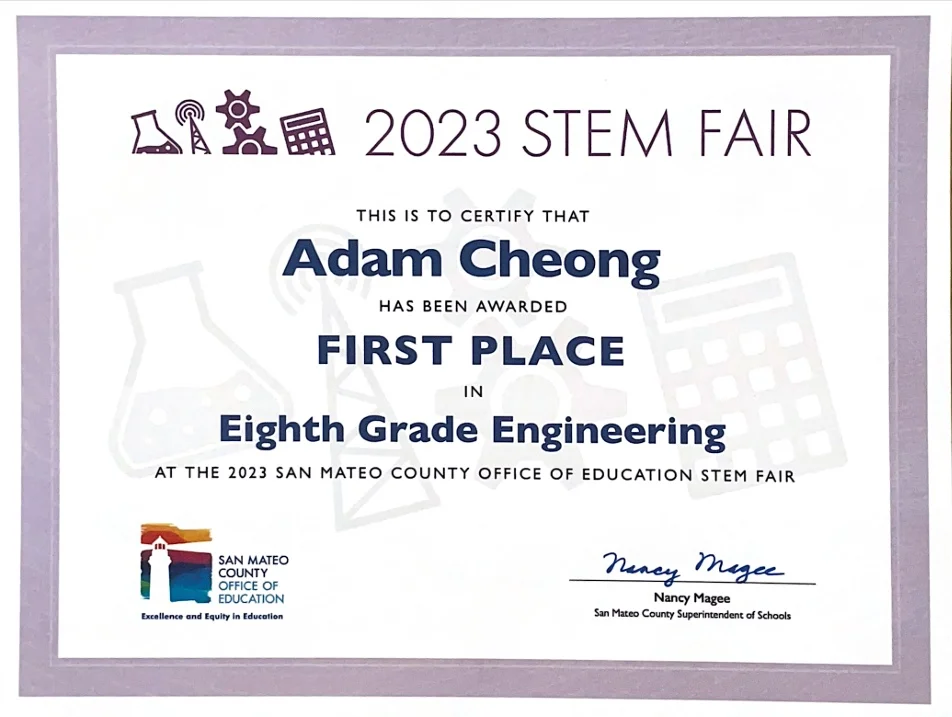 2023 STEM FAIR
THIS IS TO CERTIFY THAT
Adam Cheong
HAS BEEN AWARDED
FIRST PLACE
IN
Eighth Grade Engineering
AT THE 2023 SAN MATEO COUNTY OFFICE OF EDUCATION STEM FAIR
SAN MATEO
COUNTY
OFFICE OF
EDUCATION
Excellence and Equity in Education
Nancy Magee
Nancy Magee
San Mateo County Superintendent of Schools